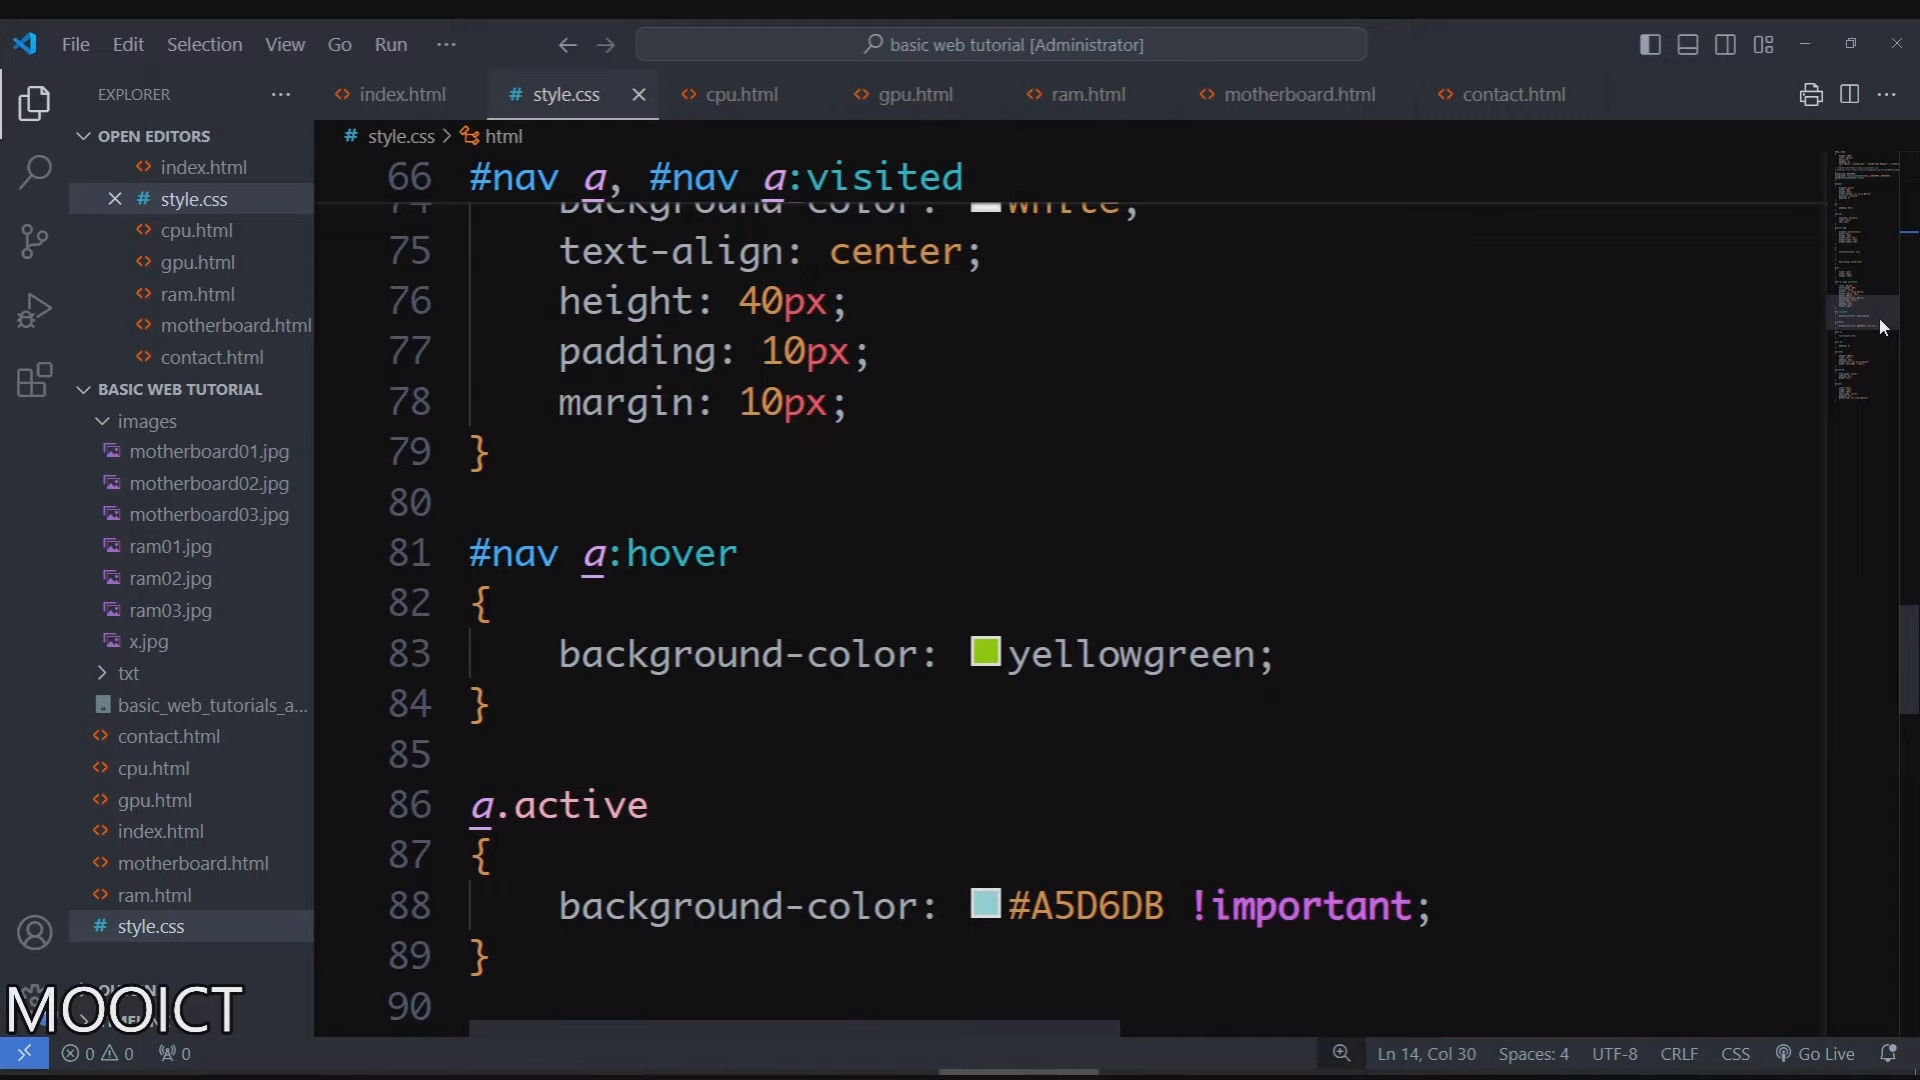 File Edit Selection View Go Run ···
basic web tutorial [Administrator]
EXPLORER ···
index.html
# style.css
cpu.html
gpu.html
ram.html
motherboard.html
contact.html
···
OPEN EDITORS
index.html
# style.css
cpu.html
gpu.html
ram.html
motherboard.html
contact.html
BASIC WEB TUTORIAL
images
motherboard01.jpg
motherboard02.jpg
motherboard03.jpg
ram01.jpg
ram02.jpg
ram03.jpg
x.jpg
txt
basic_web_tutorials_a...
contact.html
cpu.html
gpu.html
index.html
motherboard.html
ram.html
# style.css
MOOICT
# style.css > html
66 #nav a, #nav a:visited
74 background-color: white;
75 text-align: center;
76 height: 40px;
77 padding: 10px;
78 margin: 10px;
79 }
80
81 #nav a:hover
82 {
83 background-color: yellowgreen;
84 }
85
86 a.active
87 {
88 background-color: #A5D6DB !important;
89 }
90
0 0 0
Ln 14, Col 30 Spaces: 4 UTF-8 CRLF CSS Go Live